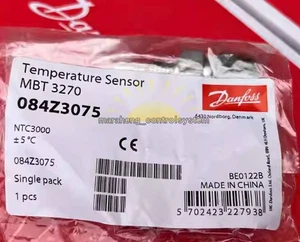 Temperature Sensor
MBT 3270
084Z3075
Danfoss
6430 Nordborg, Denmark
marahong_controlsystem
NTC3000
±5°C
CE
084Z3075
Single pack
1 pcs
BE0122B
MADE IN CHINA
5 702423 227938